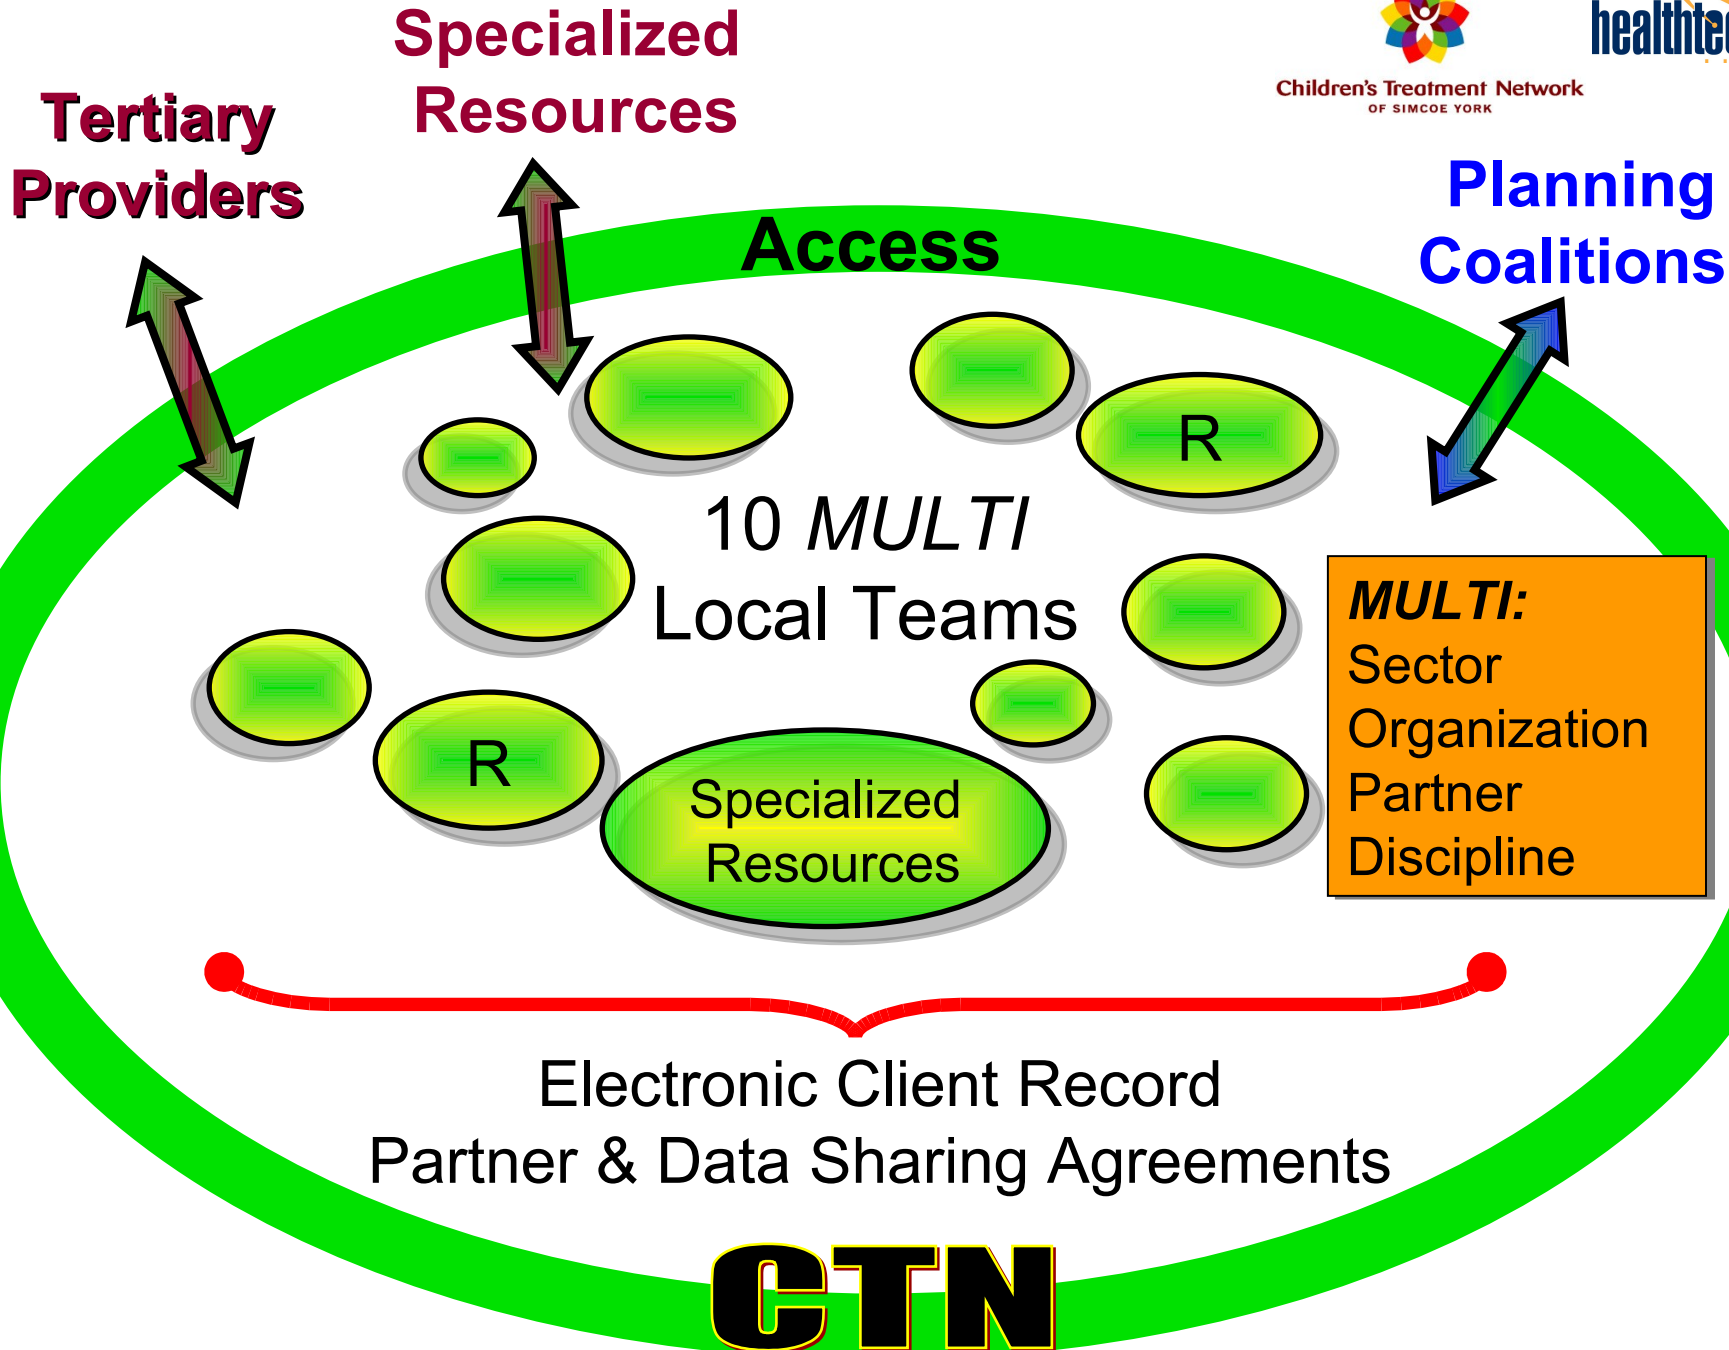 Specialized
Resources
Tertiary
Providers
Children's Treatment Network
OF SIMCOE YORK
Planning
Coalitions
Access
R
10 MULTI
Local Teams
MULTI:
Sector
Organization
Partner
Discipline
R
Specialized
Resources
Electronic Client Record
Partner & Data Sharing Agreements
CTN